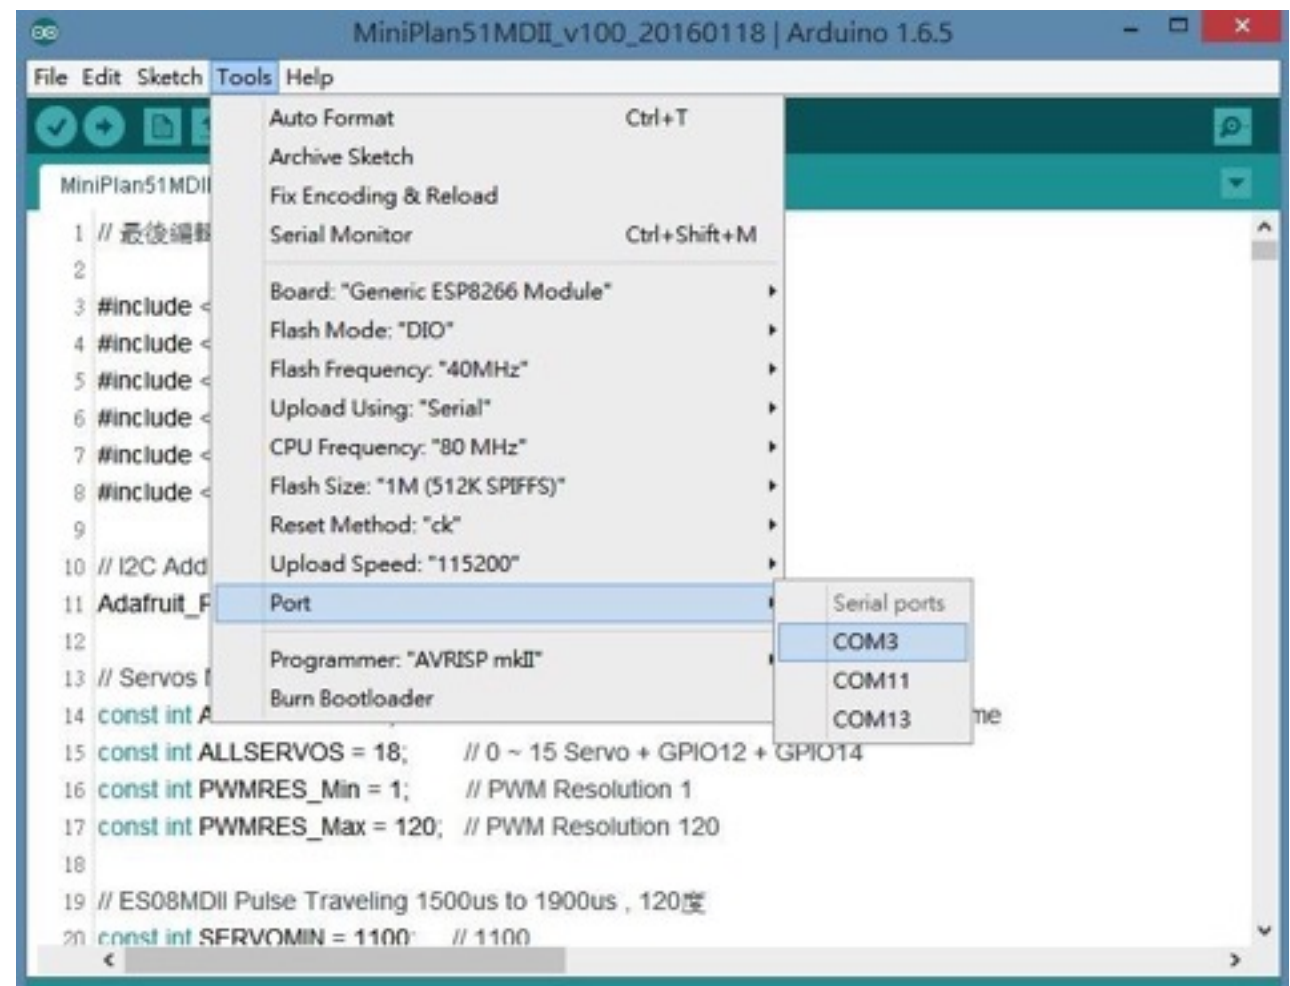 MiniPlan51MDII_v100_20160118 | Arduino 1.6.5
File Edit Sketch Tools Help
Auto Format Ctrl+T
Archive Sketch
Fix Encoding & Reload
Serial Monitor Ctrl+Shift+M
Board: "Generic ESP8266 Module"
Flash Mode: "DIO"
Flash Frequency: "40MHz"
Upload Using: "Serial"
CPU Frequency: "80 MHz"
Flash Size: "1M (512K SPIFFS)"
Reset Method: "ck"
Upload Speed: "115200"
Port
Programmer: "AVRISP mkII"
Burn Bootloader
Serial ports
COM3
COM11
COM13
MiniPlan51MDII
1 // 最後編輯
2
3 #include <
4 #include <
5 #include <
6 #include <
7 #include <
8 #include <
9
10 // I2C Add
11 Adafruit_P
12
13 // Servos
14 const int A me
15 const int ALLSERVOS = 18; // 0 ~ 15 Servo + GPIO12 + GPIO14
16 const int PWMRES_Min = 1; // PWM Resolution 1
17 const int PWMRES_Max = 120; // PWM Resolution 120
18
19 // ES08MDII Pulse Traveling 1500us to 1900us , 120度
20 const int SERVOMIN = 1100; // 1100